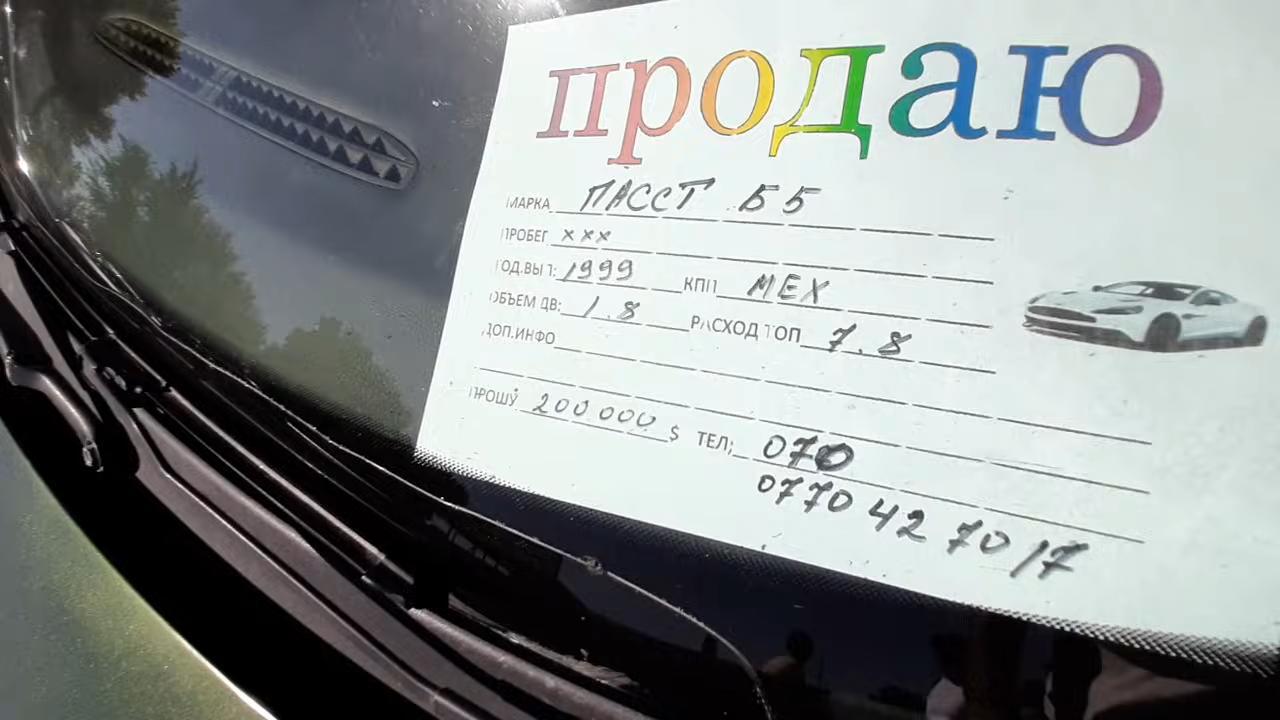 продаю
МАРКА ПАССТ Б5
ПРОБЕГ ххх
ГОД.ВЫП: 1999 КПП МЕХ
ОБЪЕМ ДВ: 1.8 РАСХОД ТОП 7.8
ДОП.ИНФО
ПРОШУ 200 000 $ ТЕЛ; 070
0770 42 70 17